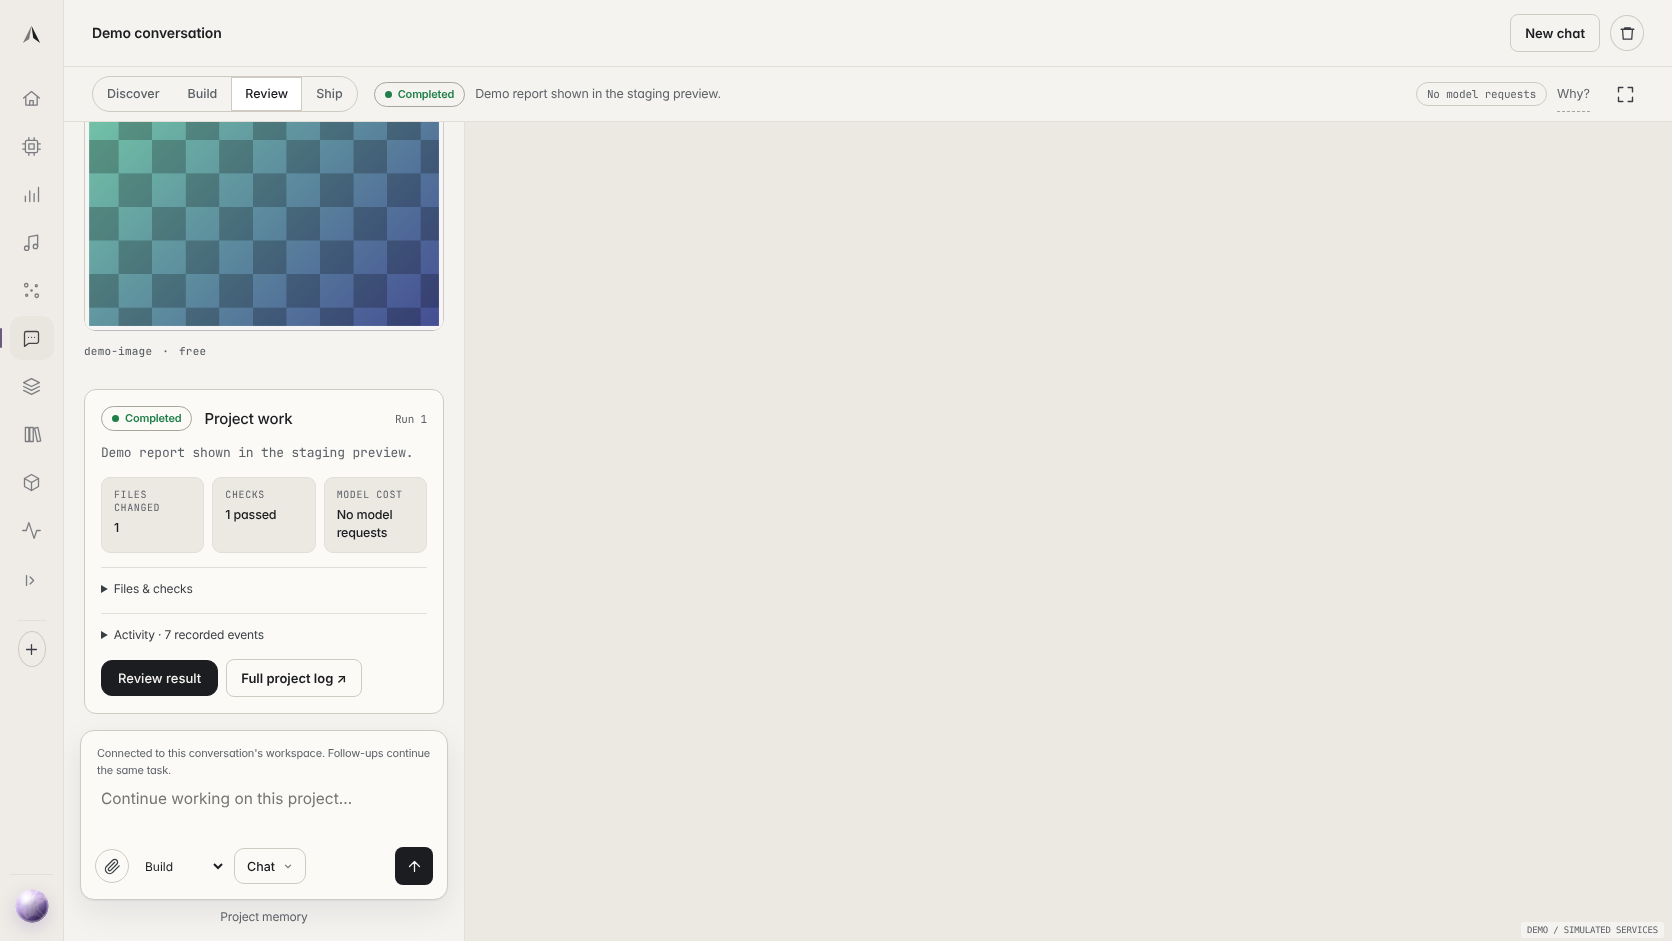 Demo conversation
New chat
Discover
Build
Review
Ship
Completed
Demo report shown in the staging preview.
No model requests
Why?
demo-image · free
Completed
Project work
Run 1
Demo report shown in the staging preview.
FILES
CHANGED
1
CHECKS
1 passed
MODEL COST
No model
requests
Files & checks
Activity · 7 recorded events
Review result
Full project log ↗
Connected to this conversation's workspace. Follow-ups continue
the same task.
Continue working on this project...
Build
Chat
Project memory
DEMO / SIMULATED SERVICES